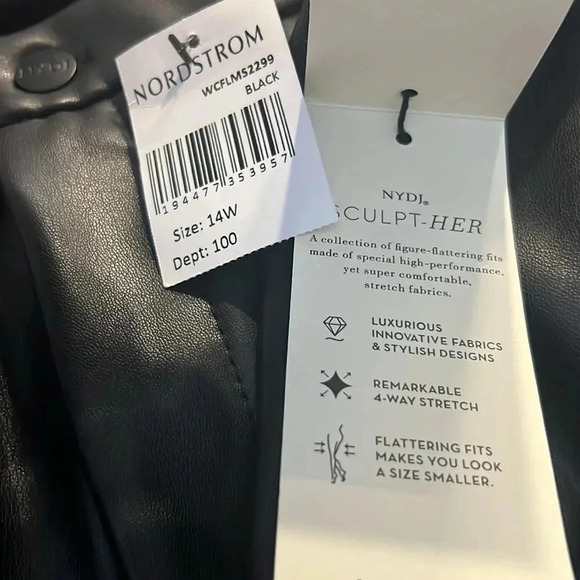 NYDJ
NORDSTROM
WCFLMS2299
BLACK
194477353957
Size: 14W
Dept: 100
NYDJ®
SCULPT-HER
A collection of figure-flattering fits
made of special high-performance,
yet super comfortable,
stretch fabrics.
LUXURIOUS
INNOVATIVE FABRICS
& STYLISH DESIGNS
REMARKABLE
4-WAY STRETCH
FLATTERING FITS
MAKES YOU LOOK
A SIZE SMALLER.